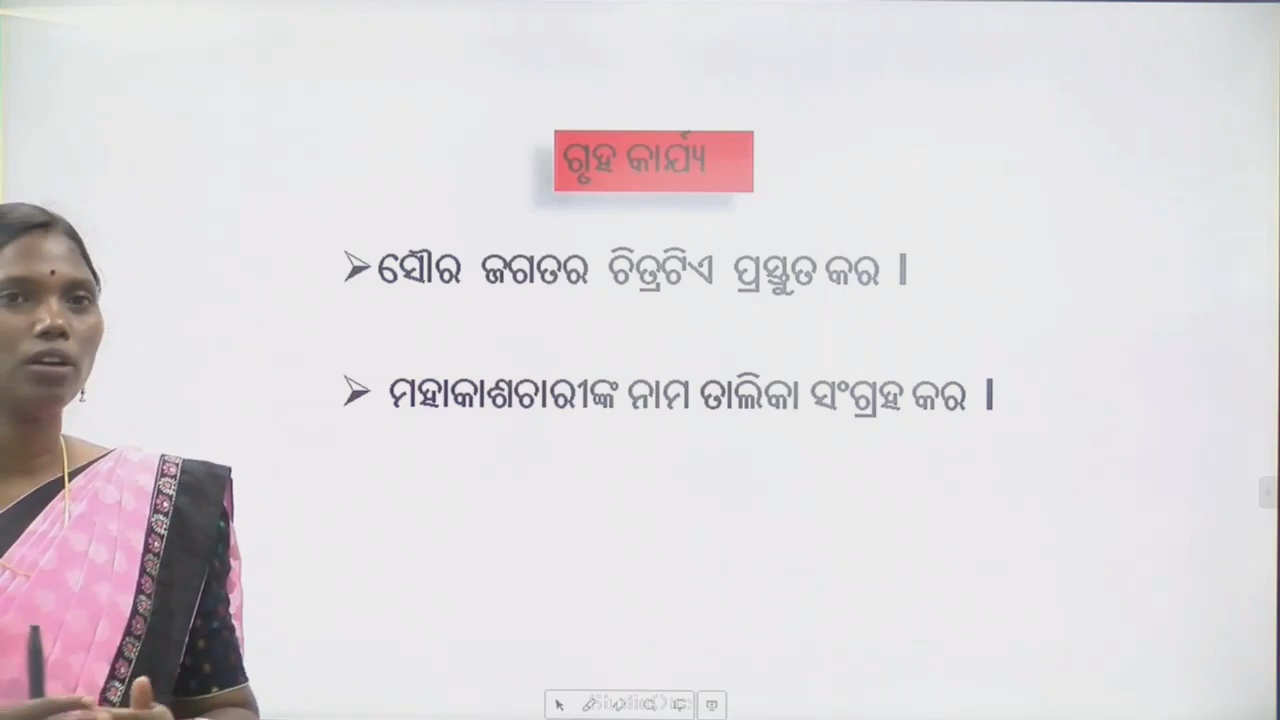 ଗୃହ କାର୍ଯ୍ୟ
ସୌର ଜଗତର ଚିତ୍ରଟିଏ ପ୍ରସ୍ତୁତ କର ।
ମହାକାଶଚାରୀଙ୍କ ନାମ ତାଲିକା ସଂଗ୍ରହ କର ।